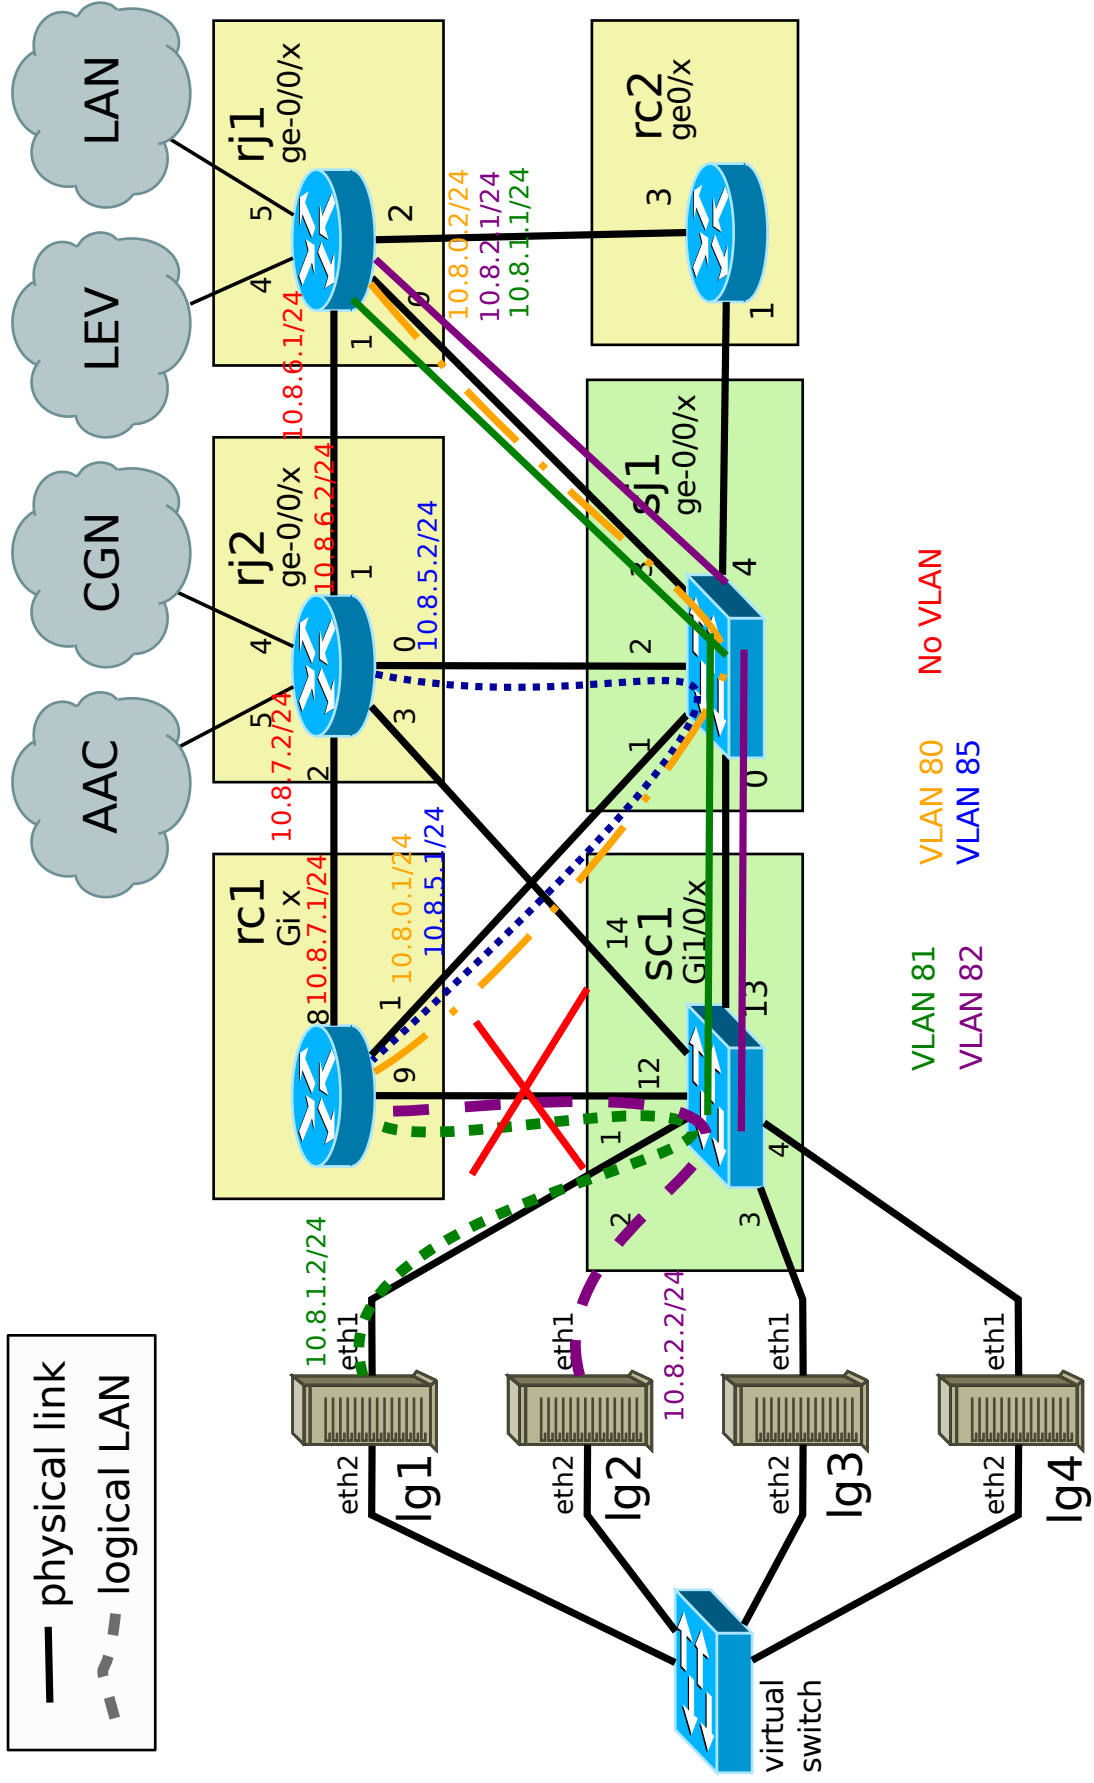 physical link
logical LAN
AAC
CGN
LEV
LAN
rc1
Gi x
8
1
9
10.8.7.1/24
10.8.0.1/24
10.8.5.1/24
rj2
ge-0/0/x
5
4
2
1
3
0
10.8.7.2/24
10.8.6.2/24
10.8.5.2/24
rj1
ge-0/0/x
4
5
1
2
0
10.8.6.1/24
10.8.0.2/24
10.8.2.1/24
10.8.1.1/24
sc1
Gi1/0/x
1
2
3
4
12
13
14
sj1
ge-0/0/x
0
1
2
3
4
rc2
ge0/x
1
3
eth2
eth1
lg1
10.8.1.2/24
eth2
eth1
lg2
10.8.2.2/24
eth2
eth1
lg3
eth2
eth1
lg4
virtual
switch
VLAN 81
VLAN 80
No VLAN
VLAN 82
VLAN 85